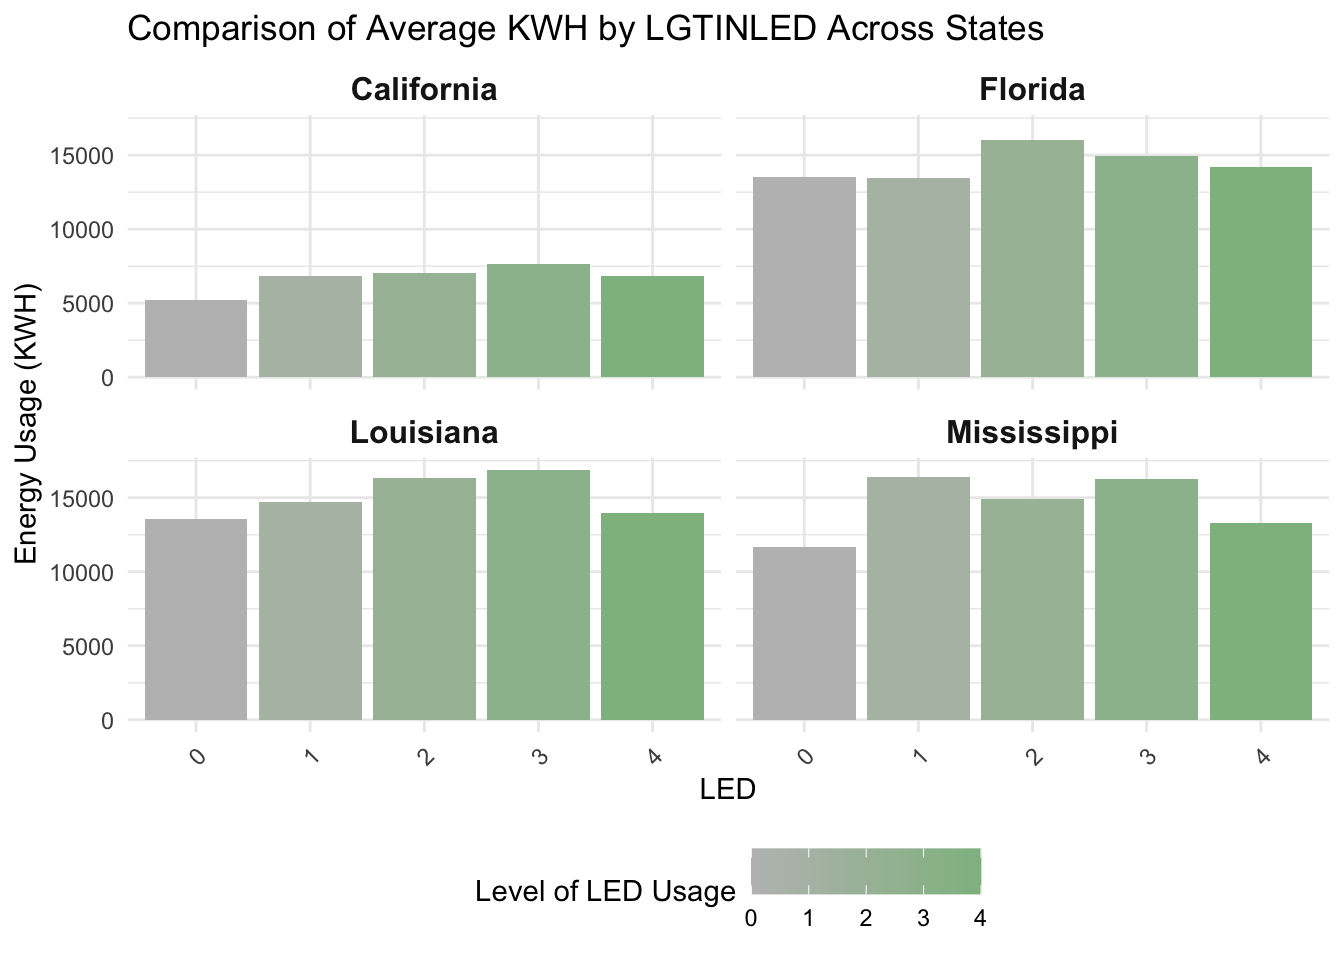 Comparison of Average KWH by LGTINLED Across States
California
Florida
15000
10000
5000
0
Energy Usage (KWH)
Louisiana
Mississippi
15000
10000
5000
0
0 1 2 3 4
0 1 2 3 4
LED
Level of LED Usage
0 1 2 3 4